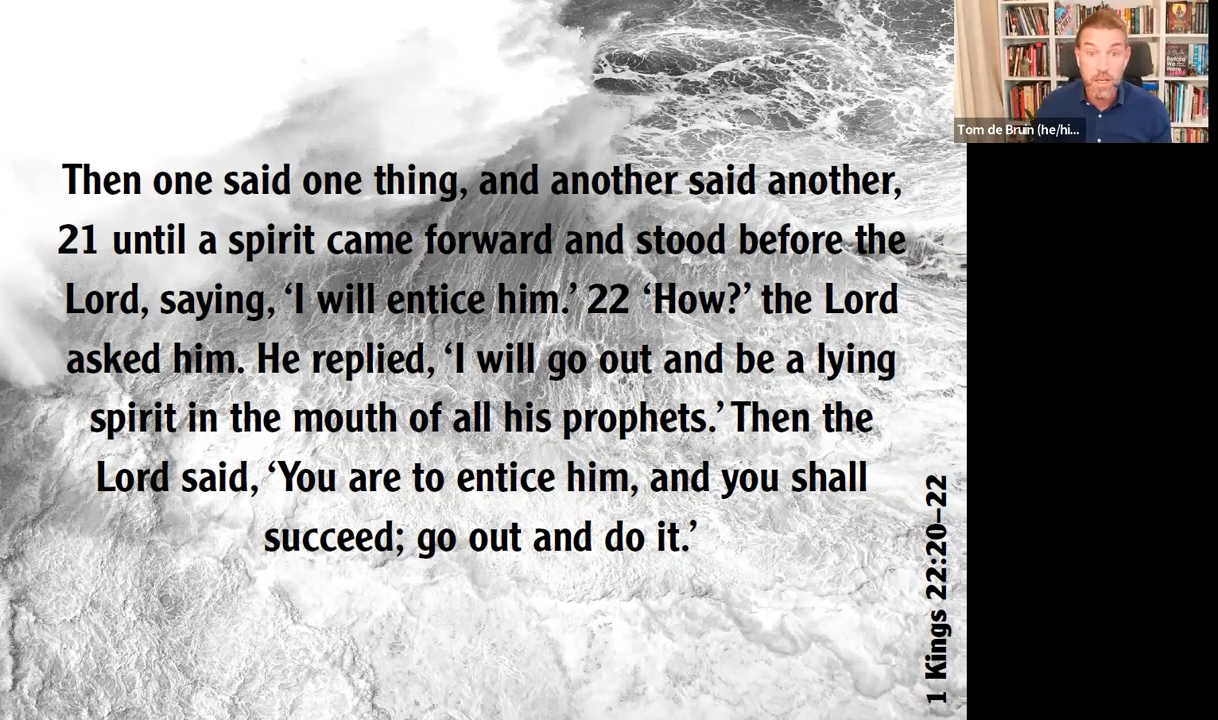 Then one said one thing, and another said another,
21 until a spirit came forward and stood before the
Lord, saying, ‘I will entice him.’ 22 ‘How?’ the Lord
asked him. He replied, ‘I will go out and be a lying
spirit in the mouth of all his prophets.’ Then the
Lord said, ‘You are to entice him, and you shall
succeed; go out and do it.’
1 Kings 22:20–22
Tom de Bruin (he/hi...